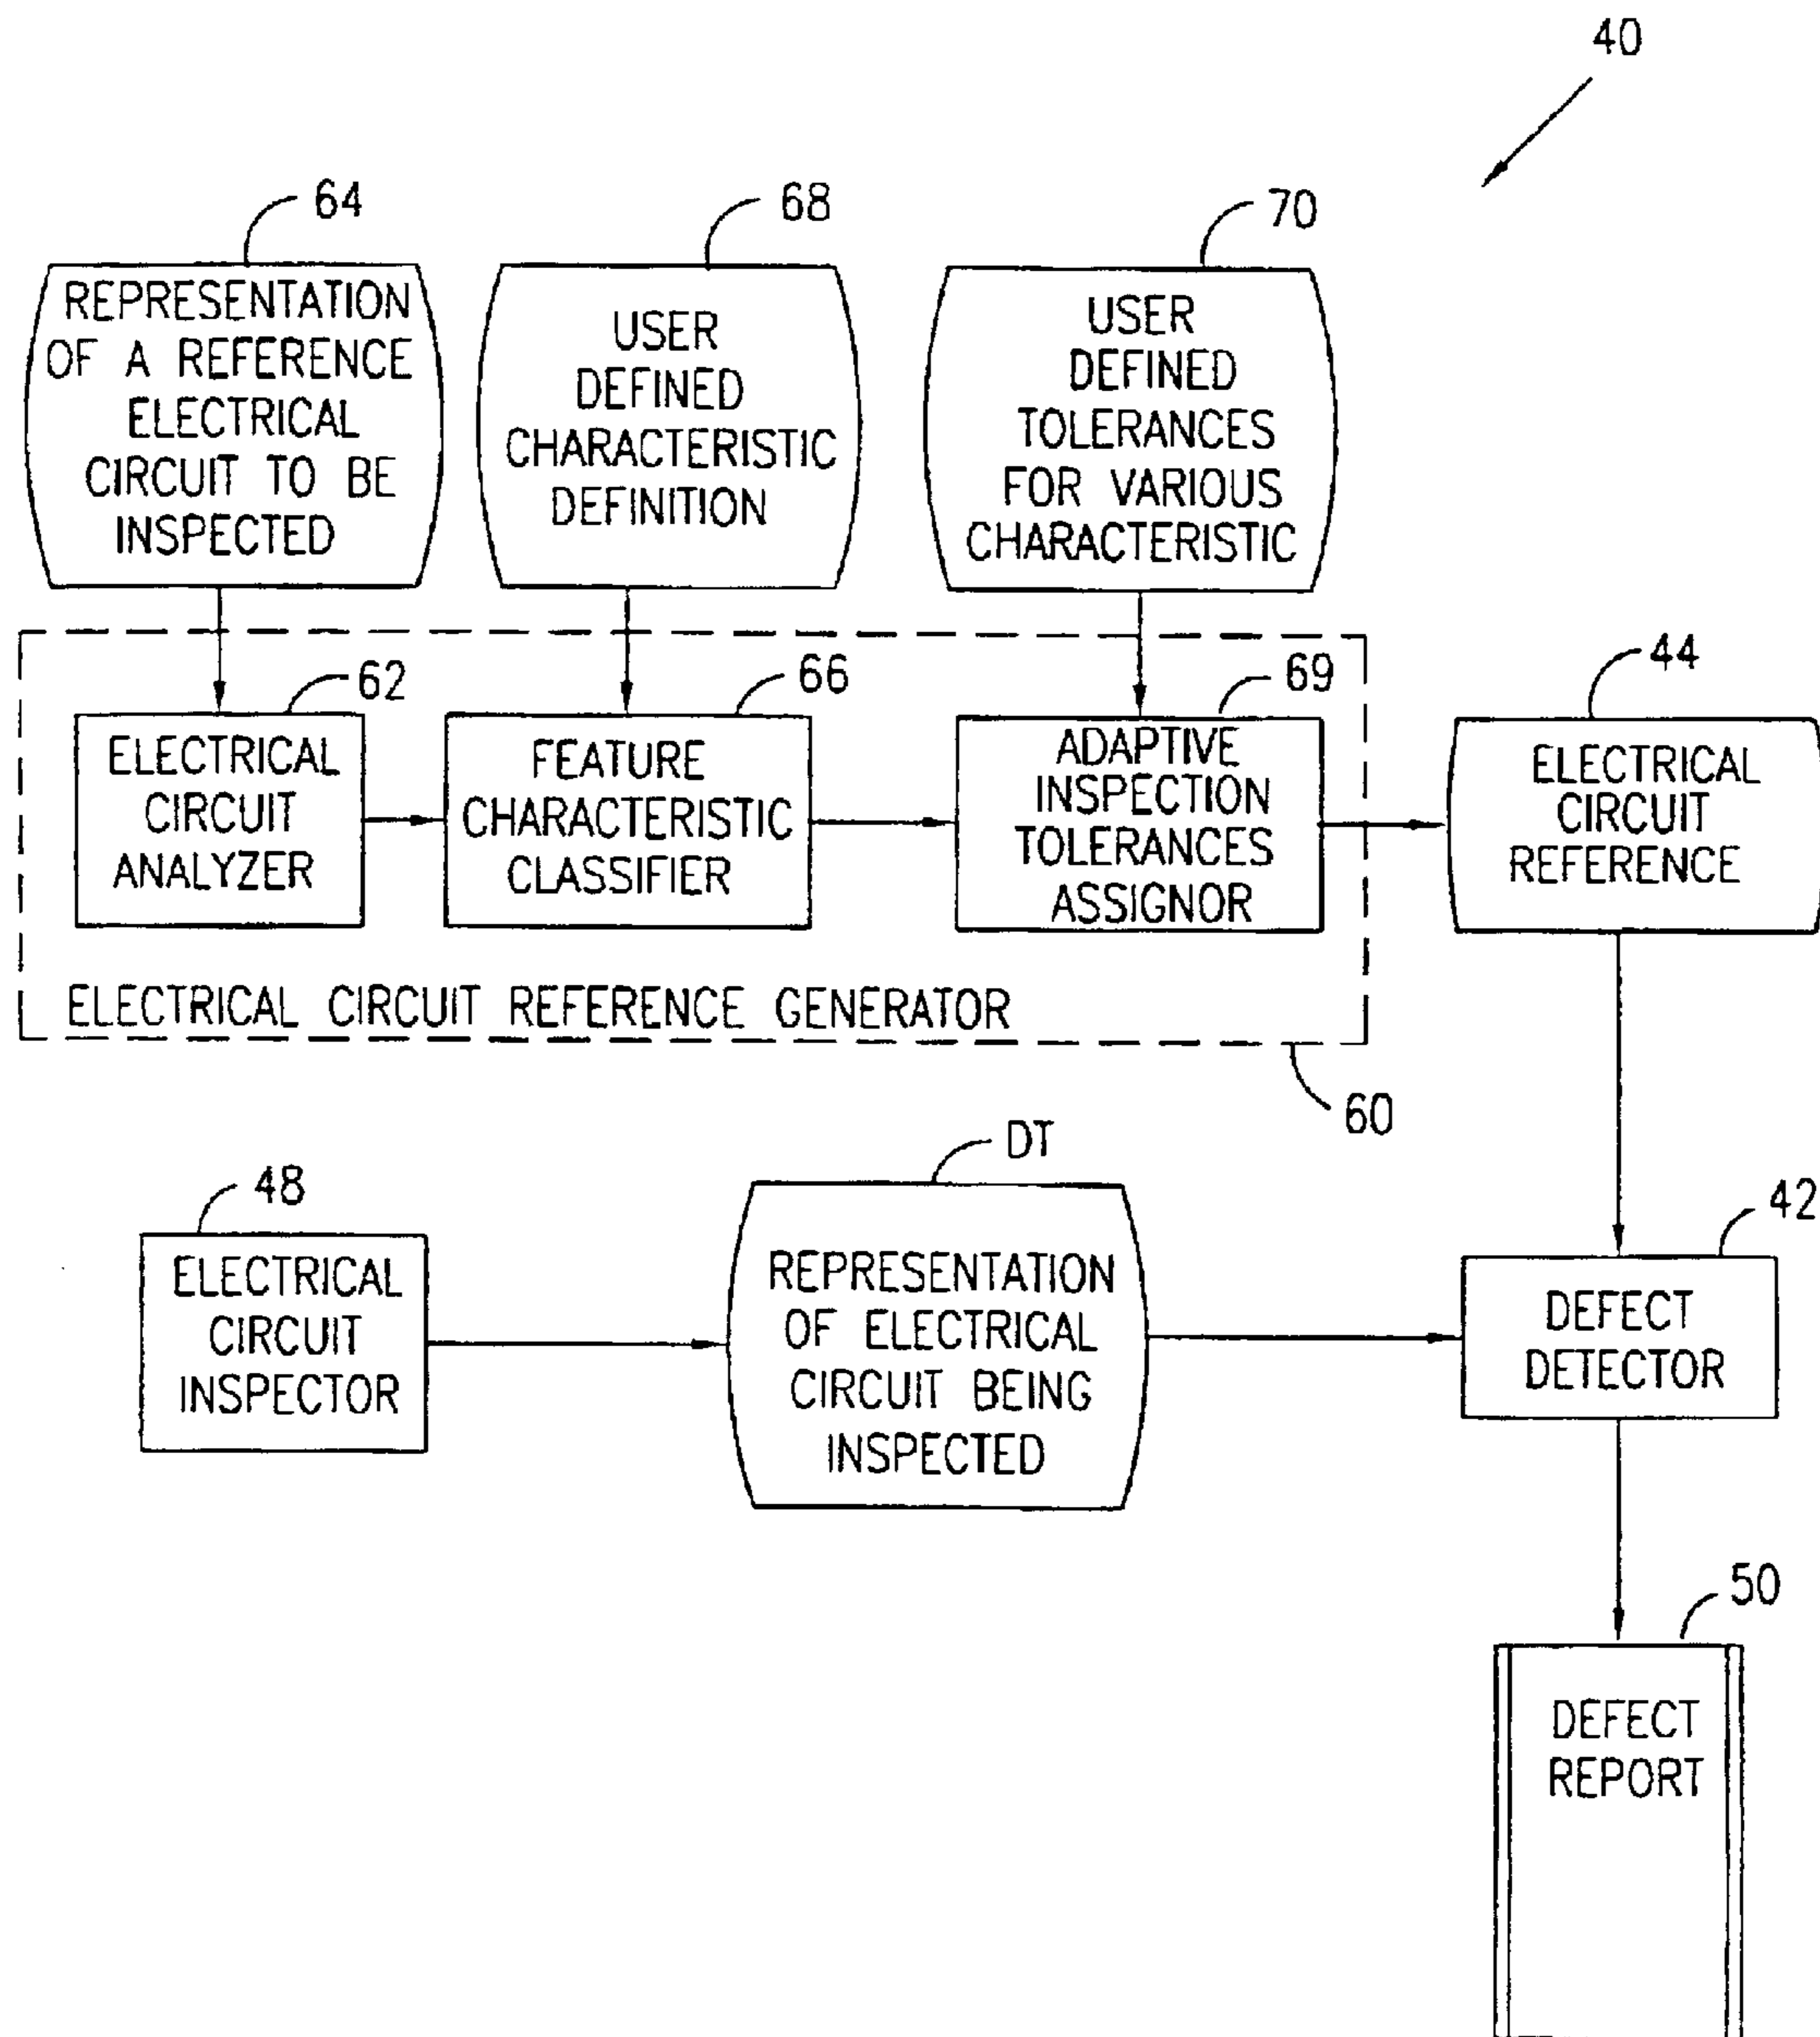 40
64
REPRESENTATION
OF A REFERENCE
ELECTRICAL
CIRCUIT TO BE
INSPECTED
68
USER
DEFINED
CHARACTERISTIC
DEFINITION
70
USER
DEFINED
TOLERANCES
FOR VARIOUS
CHARACTERISTIC
62
ELECTRICAL
CIRCUIT
ANALYZER
66
FEATURE
CHARACTERISTIC
CLASSIFIER
69
ADAPTIVE
INSPECTION
TOLERANCES
ASSIGNOR
44
ELECTRICAL
CIRCUIT
REFERENCE
ELECTRICAL CIRCUIT REFERENCE GENERATOR
60
48
ELECTRICAL
CIRCUIT
INSPECTOR
DT
REPRESENTATION
OF ELECTRICAL
CIRCUIT BEING
INSPECTED
42
DEFECT
DETECTOR
50
DEFECT
REPORT